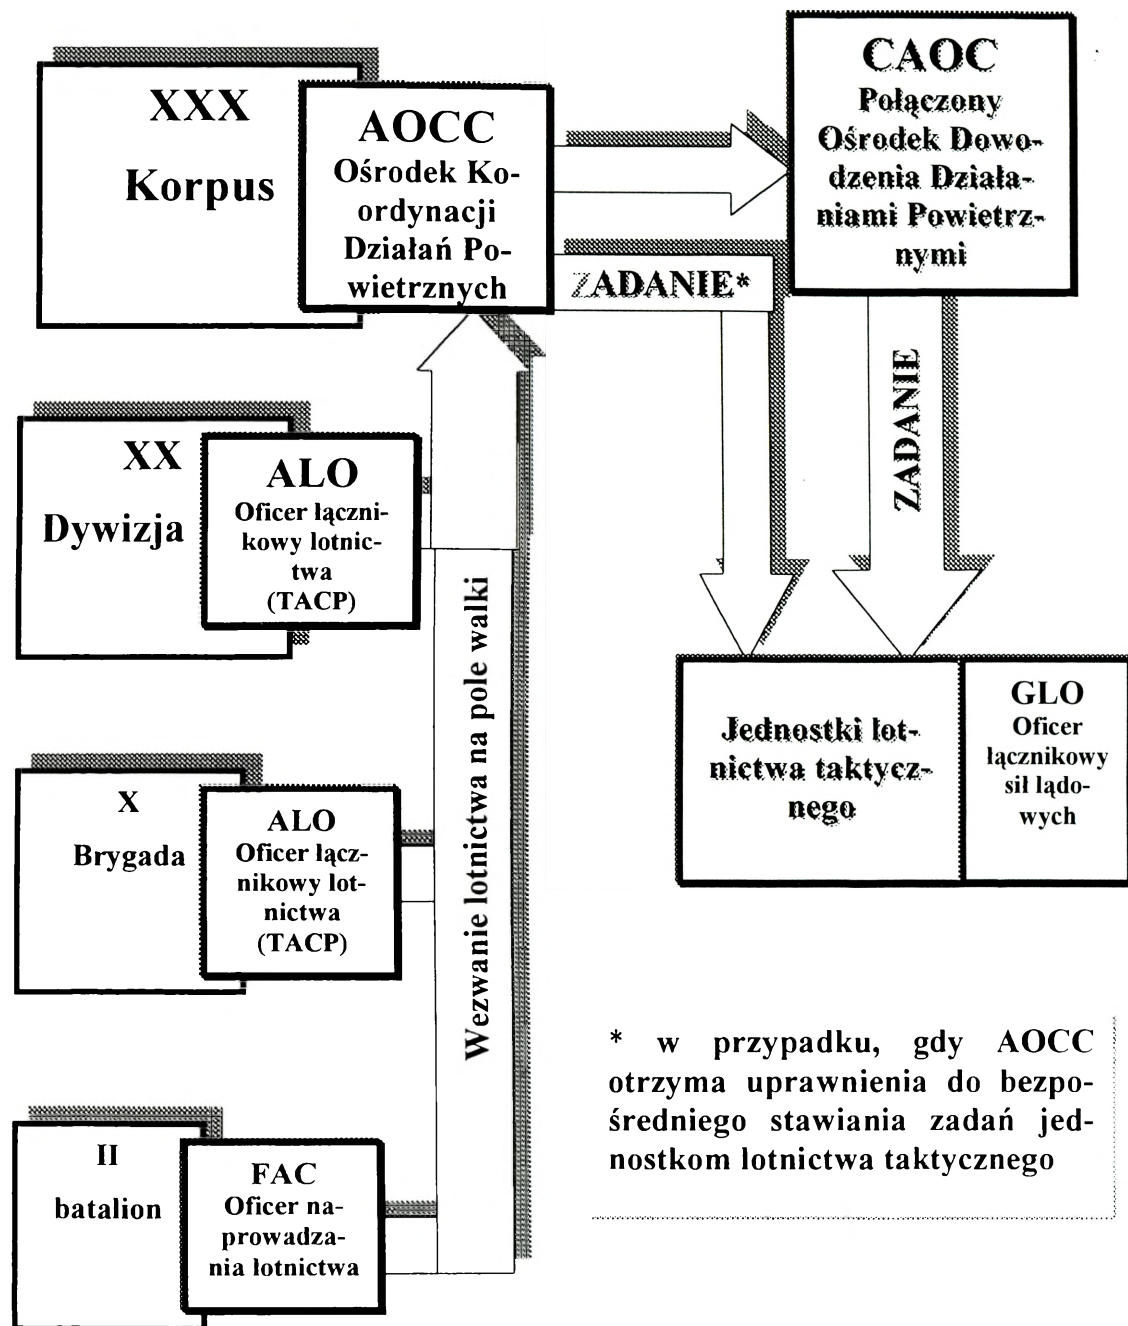 XXX
Korpus
AOCC
Ośrodek Ko-
ordynacji
Działań Po-
wietrznych
CAOC
Połączony
Ośrodek Dowo-
dzenia Działa-
niami Powietrz-
nymi
ZADANIE*
ZADANIE
XX
Dywizja
ALO
Oficer łączni-
kowy lotnic-
twa
(TACP)
Wezwanie lotnictwa na pole walki
Jednostki lot-
nictwa taktycz-
nego
GLO
Oficer
łącznikowy
sił lądo-
wych
X
Brygada
ALO
Oficer łącz-
nikowy lot-
nictwa
(TACP)
* w przypadku, gdy AOCC
otrzyma uprawnienia do bezpo-
średniego stawiania zadań jed-
nostkom lotnictwa taktycznego
II
batalion
FAC
Oficer na-
prowadza-
nia lotnictwa